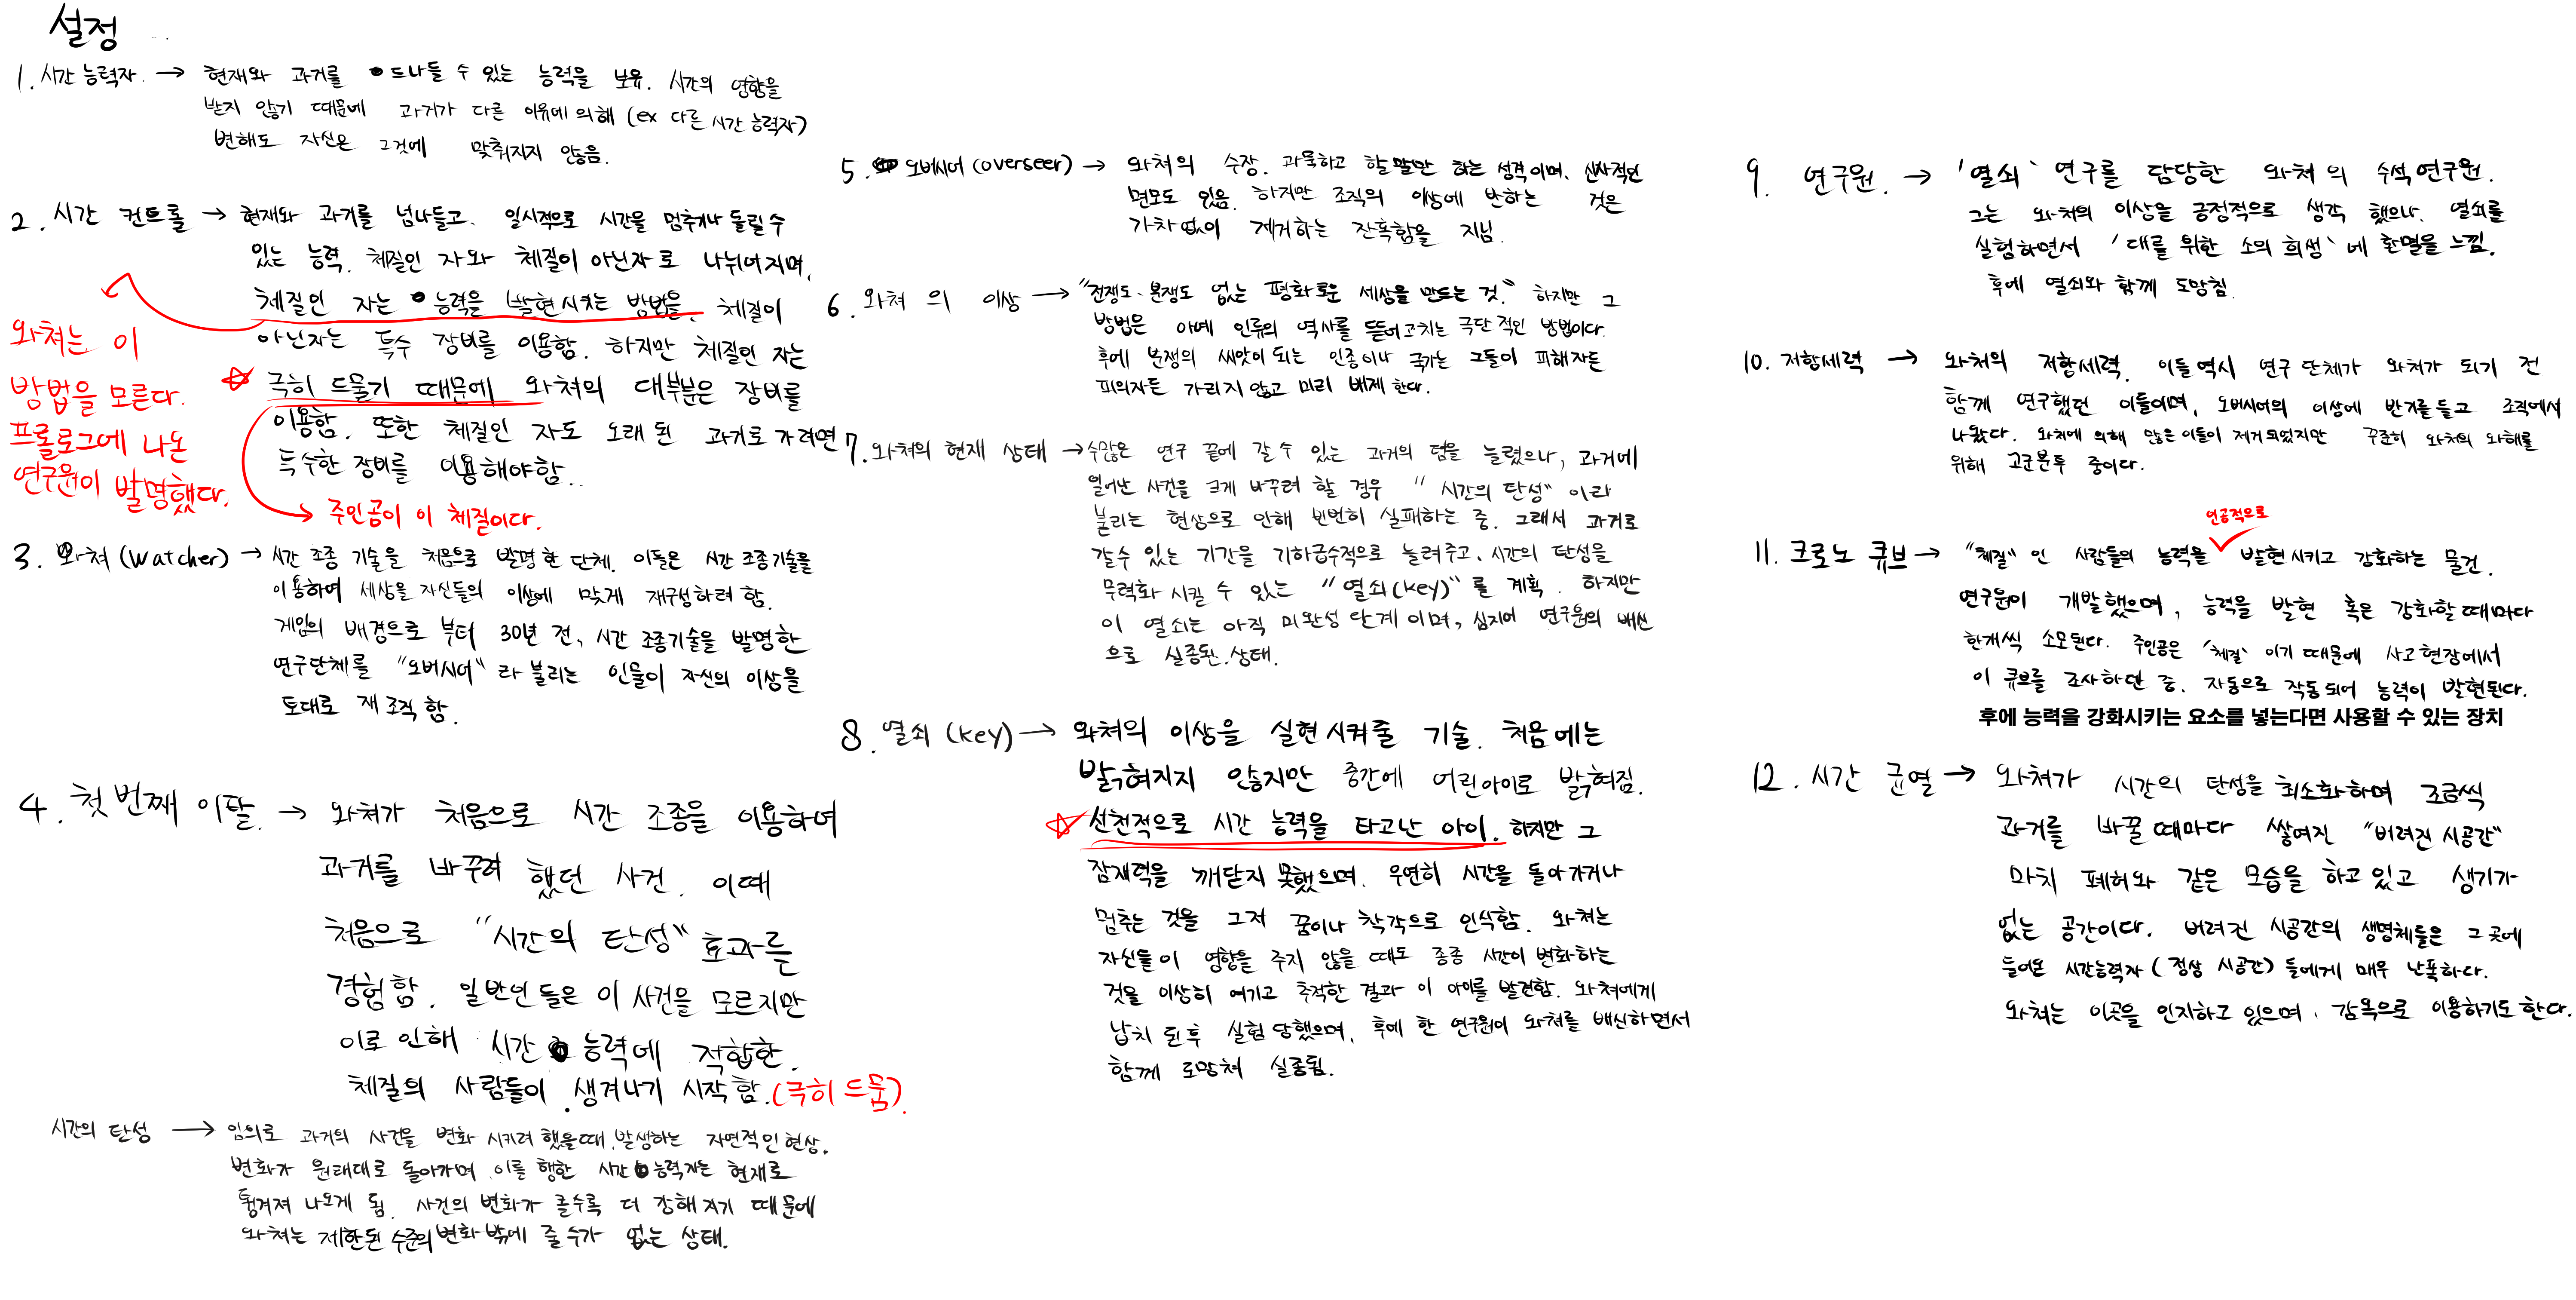 설정
1. 시간 능력자. → 현재와 과거를 드나들 수 있는 능력을 보유. 시간의 영향을
받지 않기 때문에 과거가 다른 이유에 의해 (ex 다른 시간 능력자)
변해도 자신은 그것에 맞춰지지 않음.
2. 시간 컨트롤 → 현재와 과거를 넘나들고, 일시적으로 시간을 멈추거나 돌릴 수
있는 능력. 체질인 자와 체질이 아닌자로 나뉘어지며,
체질인 자는 능력을 발현시키는 방법을, 체질이
아닌자는 특수 장비를 이용함. 하지만 체질인 자는
☆ 극히 드물기 때문에 와쳐의 대부분은 장비를
이용함. 또한 체질인 자도 오래 된 과거로 가려면
특수한 장비를 이용해야함.
와쳐는 이
방법을 모른다.
프롤로그에 나온
연구원이 발명했다.
→ 주인공이 이 체질이다.
3. 와쳐 (Watcher) → 시간 조종 기술을 처음으로 발명한 단체. 이들은 시간 조종기술을
이용하여 세상을 자신들의 이상에 맞게 재구성하려 함.
게임의 배경으로 부터 30년 전, 시간 조종기술을 발명한
연구단체를 "오버시어"라 불리는 인물이 자신의 이상을
토대로 재조직함.
4. 첫 번째 이탈. → 와쳐가 처음으로 시간 조종을 이용하여
과거를 바꾸려 했던 사건. 이때
처음으로 "시간의 탄성" 효과를
경험함. 일반인들은 이 사건을 모르지만
이로 인해 시간 능력에 적합한.
체질의 사람들이 생겨나기 시작함. (극히 드뭄).
시간의 탄성 → 임의로 과거의 사건을 변화 시키려 했을때, 발생하는 자연적인 현상.
변화가 원래대로 돌아가며, 이를 행한 시간 능력자는 현재로
튕겨져 나오게 됨. 사건의 변화가 클수록 더 강해지기 때문에
와쳐는 제한된 수준의 변화 밖에 줄 수가 없는 상태.
5. 오버시어 (overseer) → 와쳐의 수장. 과묵하고 할 말만 하는 성격이며, 신사적인
면모도 있음. 하지만 조직의 이상에 반하는 것은
가차없이 제거하는 잔혹함을 지님.
6. 와쳐의 이상 → "전쟁도, 분쟁도 없는 평화로운 세상을 만드는 것." 하지만 그
방법은 아예 인류의 역사를 뜯어고치는 극단적인 방법이다.
후에 분쟁의 씨앗이 되는 인종이나 국가는 그들이 피해자든
피의자든 가리지 않고 미리 배제한다.
7. 와쳐의 현재 상태 → 수많은 연구 끝에 갈 수 있는 과거의 텀을 늘렸으나, 과거에
일어난 사건을 크게 바꾸려 할 경우 "시간의 탄성" 이라
불리는 현상으로 인해 번번히 실패하는 중. 그래서 과거로
갈 수 있는 기간을 기하급수적으로 늘려주고, 시간의 탄성을
무력화 시킬 수 있는 "열쇠(key)"를 계획. 하지만
이 열쇠는 아직 미완성 단계이며, 심지어 연구원의 배신
으로 실종된 상태.
8. 열쇠 (key) → 와쳐의 이상을 실현시켜줄 기술. 처음에는
밝혀지지 않지만 중간에 어린아이로 밝혀짐.
☆ 선천적으로 시간 능력을 타고난 아이. 하지만 그
잠재력을 깨닫지 못했으며, 우연히 시간을 돌아가거나
멈추는 것을 그저 꿈이나 착각으로 인식함. 와쳐는
자신들이 영향을 주지 않을 때도 종종 시간이 변화하는
것을 이상히 여기고 추적한 결과 이 아이를 발견함. 와쳐에게
납치 된 후 실험 당했으며, 후에 한 연구원이 와쳐를 배신하면서
함께 도망쳐 실종됨.
9. 연구원. → '열쇠' 연구를 담당한 와쳐의 수석연구원.
그는 와쳐의 이상을 긍정적으로 생각 했으나, 열쇠를
실험하면서 '대를 위한 소의 희생'에 환멸을 느낌.
후에 열쇠와 함께 도망침.
10. 저항세력 → 와쳐의 저항세력. 이들 역시 연구 단체가 와쳐가 되기 전
함께 연구했던 이들이며, 오버시어의 이상에 반기를 들고 조직에서
나왔다. 와쳐에 의해 많은 이들이 제거되었지만 꾸준히 와쳐의 와해를
위해 고군분투 중이다.
인공적으로
11. 크로노 큐브 → "체질" 인 사람들의 능력을 발현시키고 강화하는 물건.
연구원이 개발했으며, 능력을 발현 혹은 강화할때마다
한개씩 소모된다. 주인공은 '체질' 이기 때문에 사고현장에서
이 큐브를 조사하던 중, 자동으로 작동되어 능력이 발현된다.
후에 능력을 강화시키는 요소를 넣는다면 사용할 수 있는 장치
12. 시간 균열 → 와쳐가 시간의 탄성을 최소화하며 조금씩
과거를 바꿀 때마다 쌓여진 "버려진 시공간"
마치 폐허와 같은 모습을 하고 있고 생기가
없는 공간이다. 버려진 시공간의 생명체들은 그 곳에
들어온 시간능력자 (정상 시공간) 들에게 매우 난폭하다.
와쳐는 이곳을 인지하고 있으며, 감옥으로 이용하기도 한다.